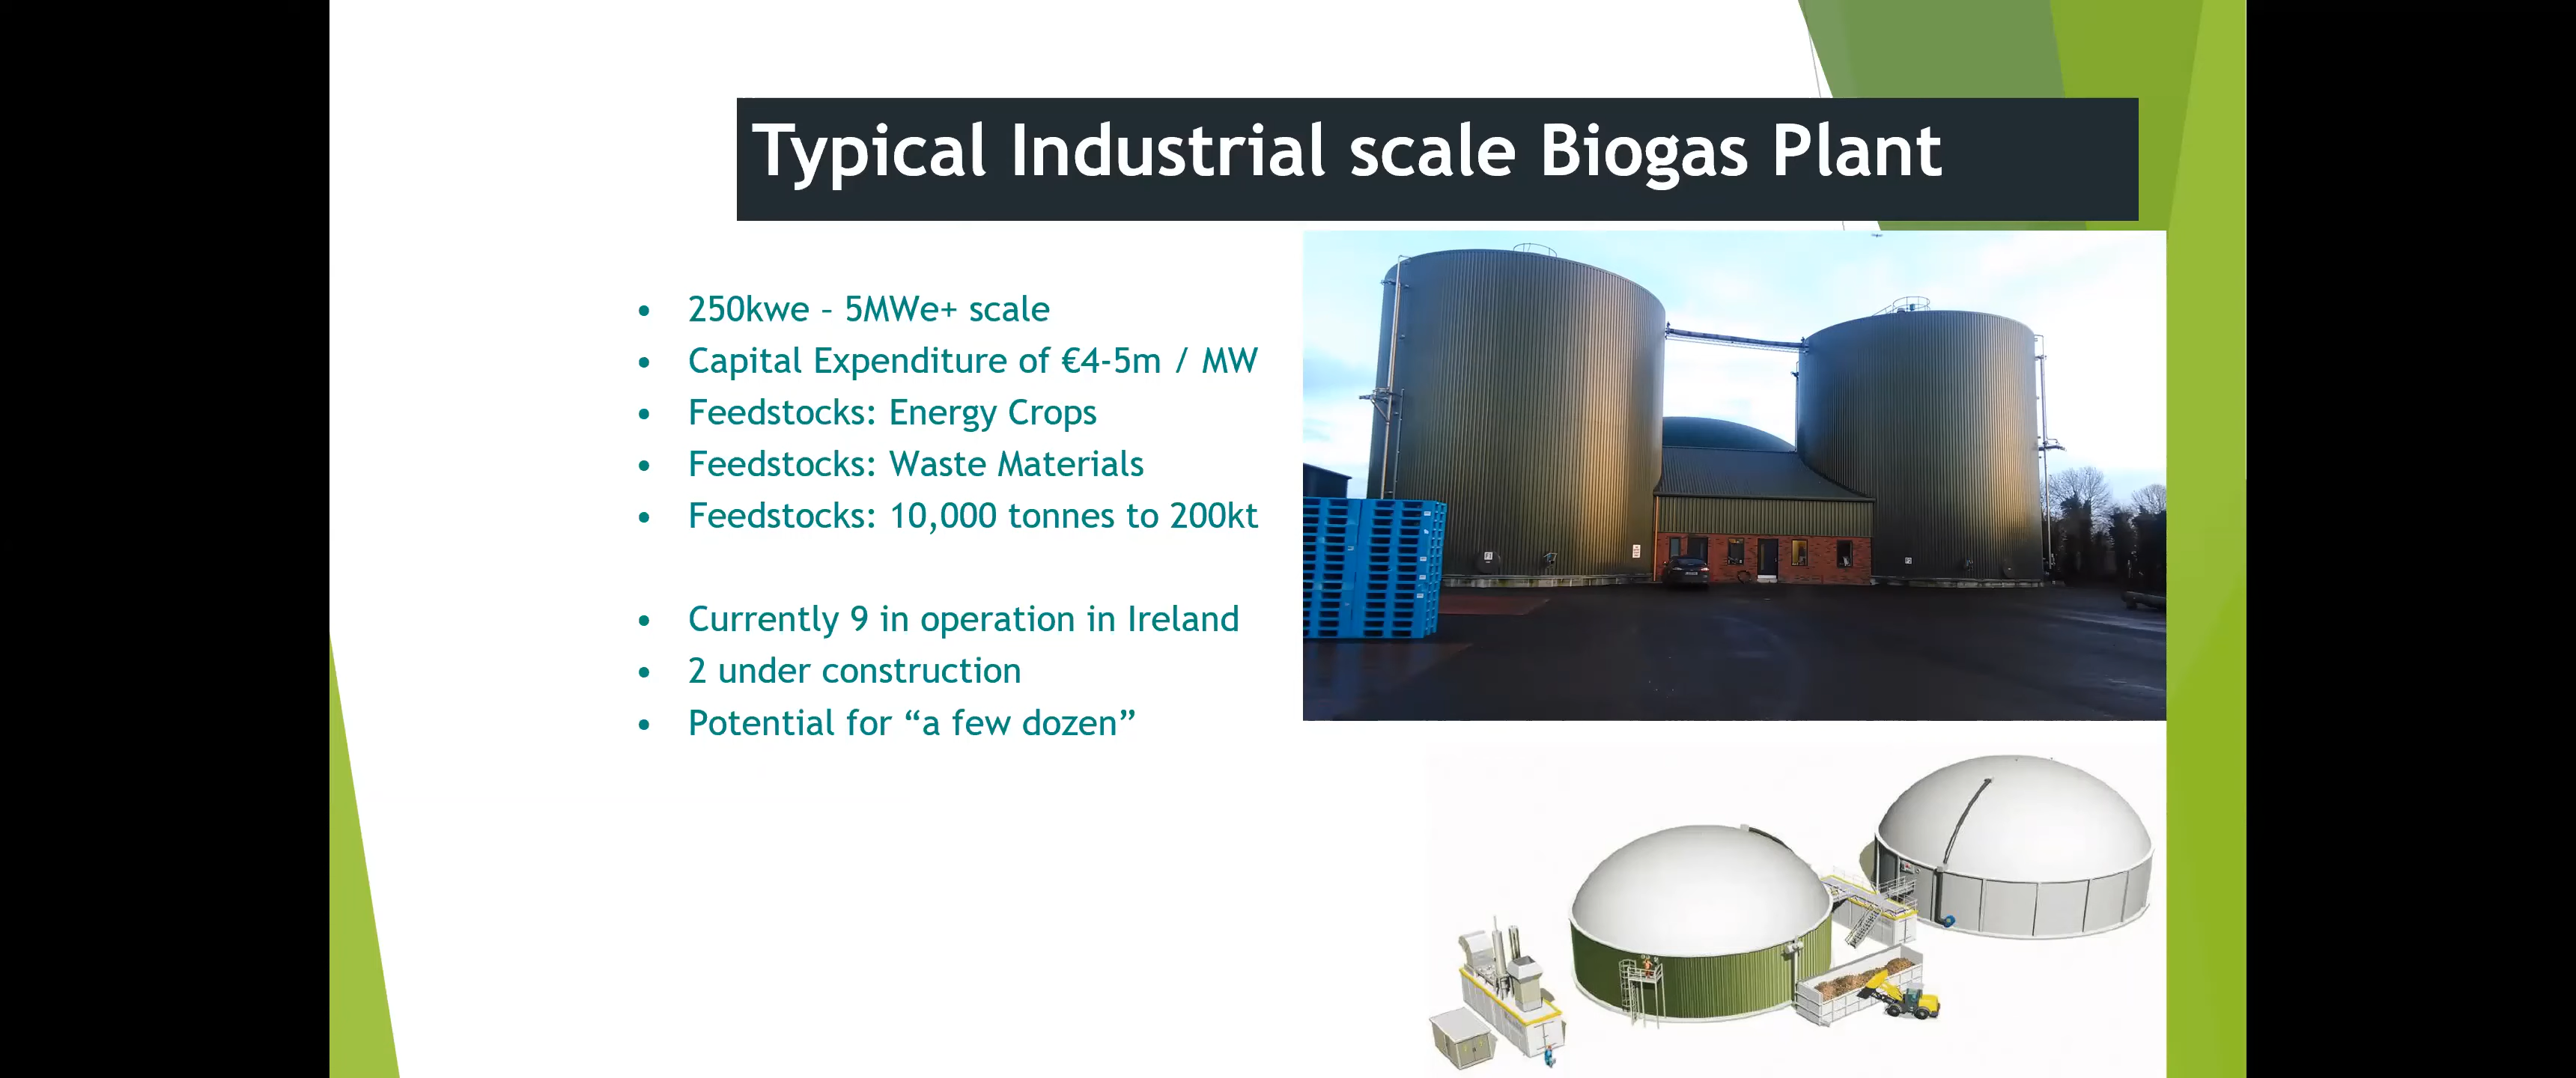 Typical Industrial scale Biogas Plant
• 250kwe – 5MWe+ scale
• Capital Expenditure of €4-5m / MW
• Feedstocks: Energy Crops
• Feedstocks: Waste Materials
• Feedstocks: 10,000 tonnes to 200kt
• Currently 9 in operation in Ireland
• 2 under construction
• Potential for “a few dozen”